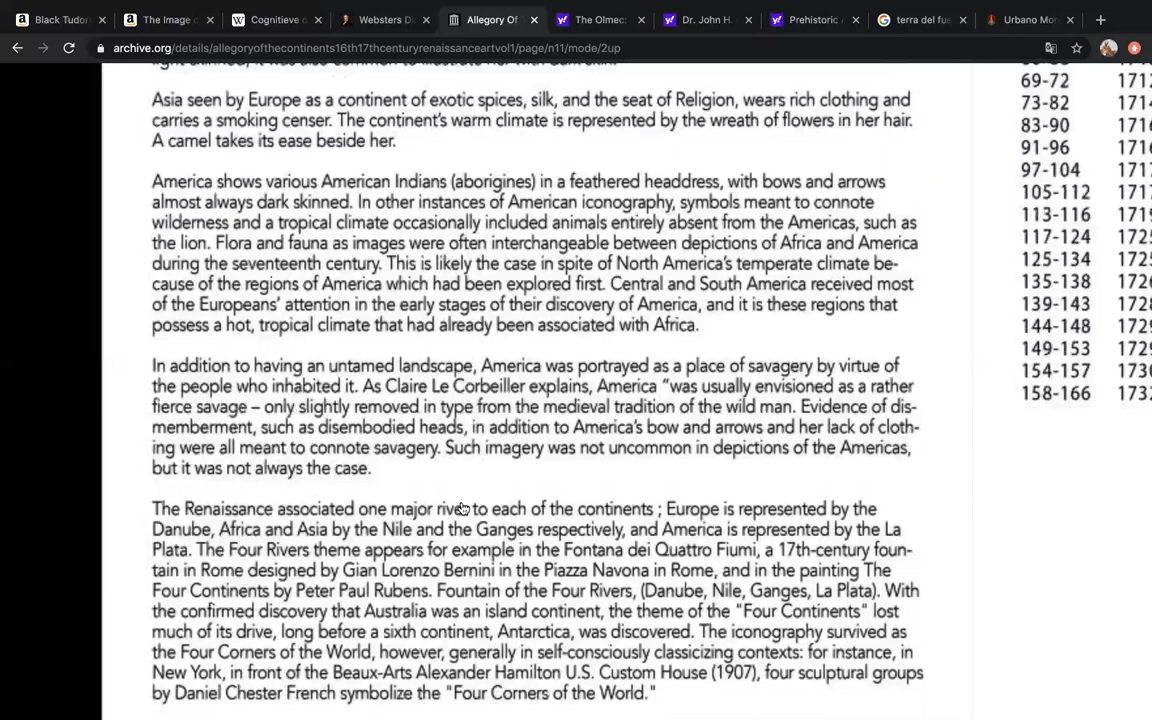 Black Tudor
The Image o
Cognitieve d
Websters Di
Allegory Of
The Olmec:
Dr. John H.
Prehistoric
terra del fue
Urbano Mon
archive.org/details/allegoryofthecontinents16th17thcenturyrenaissanceartvol1/page/n11/mode/2up
Asia seen by Europe as a continent of exotic spices, silk, and the seat of Religion, wears rich clothing and
carries a smoking censer. The continent's warm climate is represented by the wreath of flowers in her hair.
A camel takes its ease beside her.
America shows various American Indians (aborigines) in a feathered headdress, with bows and arrows
almost always dark skinned. In other instances of American iconography, symbols meant to connote
wilderness and a tropical climate occasionally included animals entirely absent from the Americas, such as
the lion. Flora and fauna as images were often interchangeable between depictions of Africa and America
during the seventeenth century. This is likely the case in spite of North America's temperate climate be-
cause of the regions of America which had been explored first. Central and South America received most
of the Europeans' attention in the early stages of their discovery of America, and it is these regions that
possess a hot, tropical climate that had already been associated with Africa.
In addition to having an untamed landscape, America was portrayed as a place of savagery by virtue of
the people who inhabited it. As Claire Le Corbeiller explains, America "was usually envisioned as a rather
fierce savage – only slightly removed in type from the medieval tradition of the wild man. Evidence of dis-
memberment, such as disembodied heads, in addition to America's bow and arrows and her lack of cloth-
ing were all meant to connote savagery. Such imagery was not uncommon in depictions of the Americas,
but it was not always the case.
The Renaissance associated one major river to each of the continents ; Europe is represented by the
Danube, Africa and Asia by the Nile and the Ganges respectively, and America is represented by the La
Plata. The Four Rivers theme appears for example in the Fontana dei Quattro Fiumi, a 17th-century foun-
tain in Rome designed by Gian Lorenzo Bernini in the Piazza Navona in Rome, and in the painting The
Four Continents by Peter Paul Rubens. Fountain of the Four Rivers, (Danube, Nile, Ganges, La Plata). With
the confirmed discovery that Australia was an island continent, the theme of the "Four Continents" lost
much of its drive, long before a sixth continent, Antarctica, was discovered. The iconography survived as
the Four Corners of the World, however, generally in self-consciously classicizing contexts: for instance, in
New York, in front of the Beaux-Arts Alexander Hamilton U.S. Custom House (1907), four sculptural groups
by Daniel Chester French symbolize the "Four Corners of the World."
69-72 171
73-82 1714
83-90 1716
91-96 171
97-104 171
105-112 171
113-116 1719
117-124 172
125-134 172
135-138 1726
139-143 1728
144-148 1729
149-153 1729
154-157 1730
158-166 173